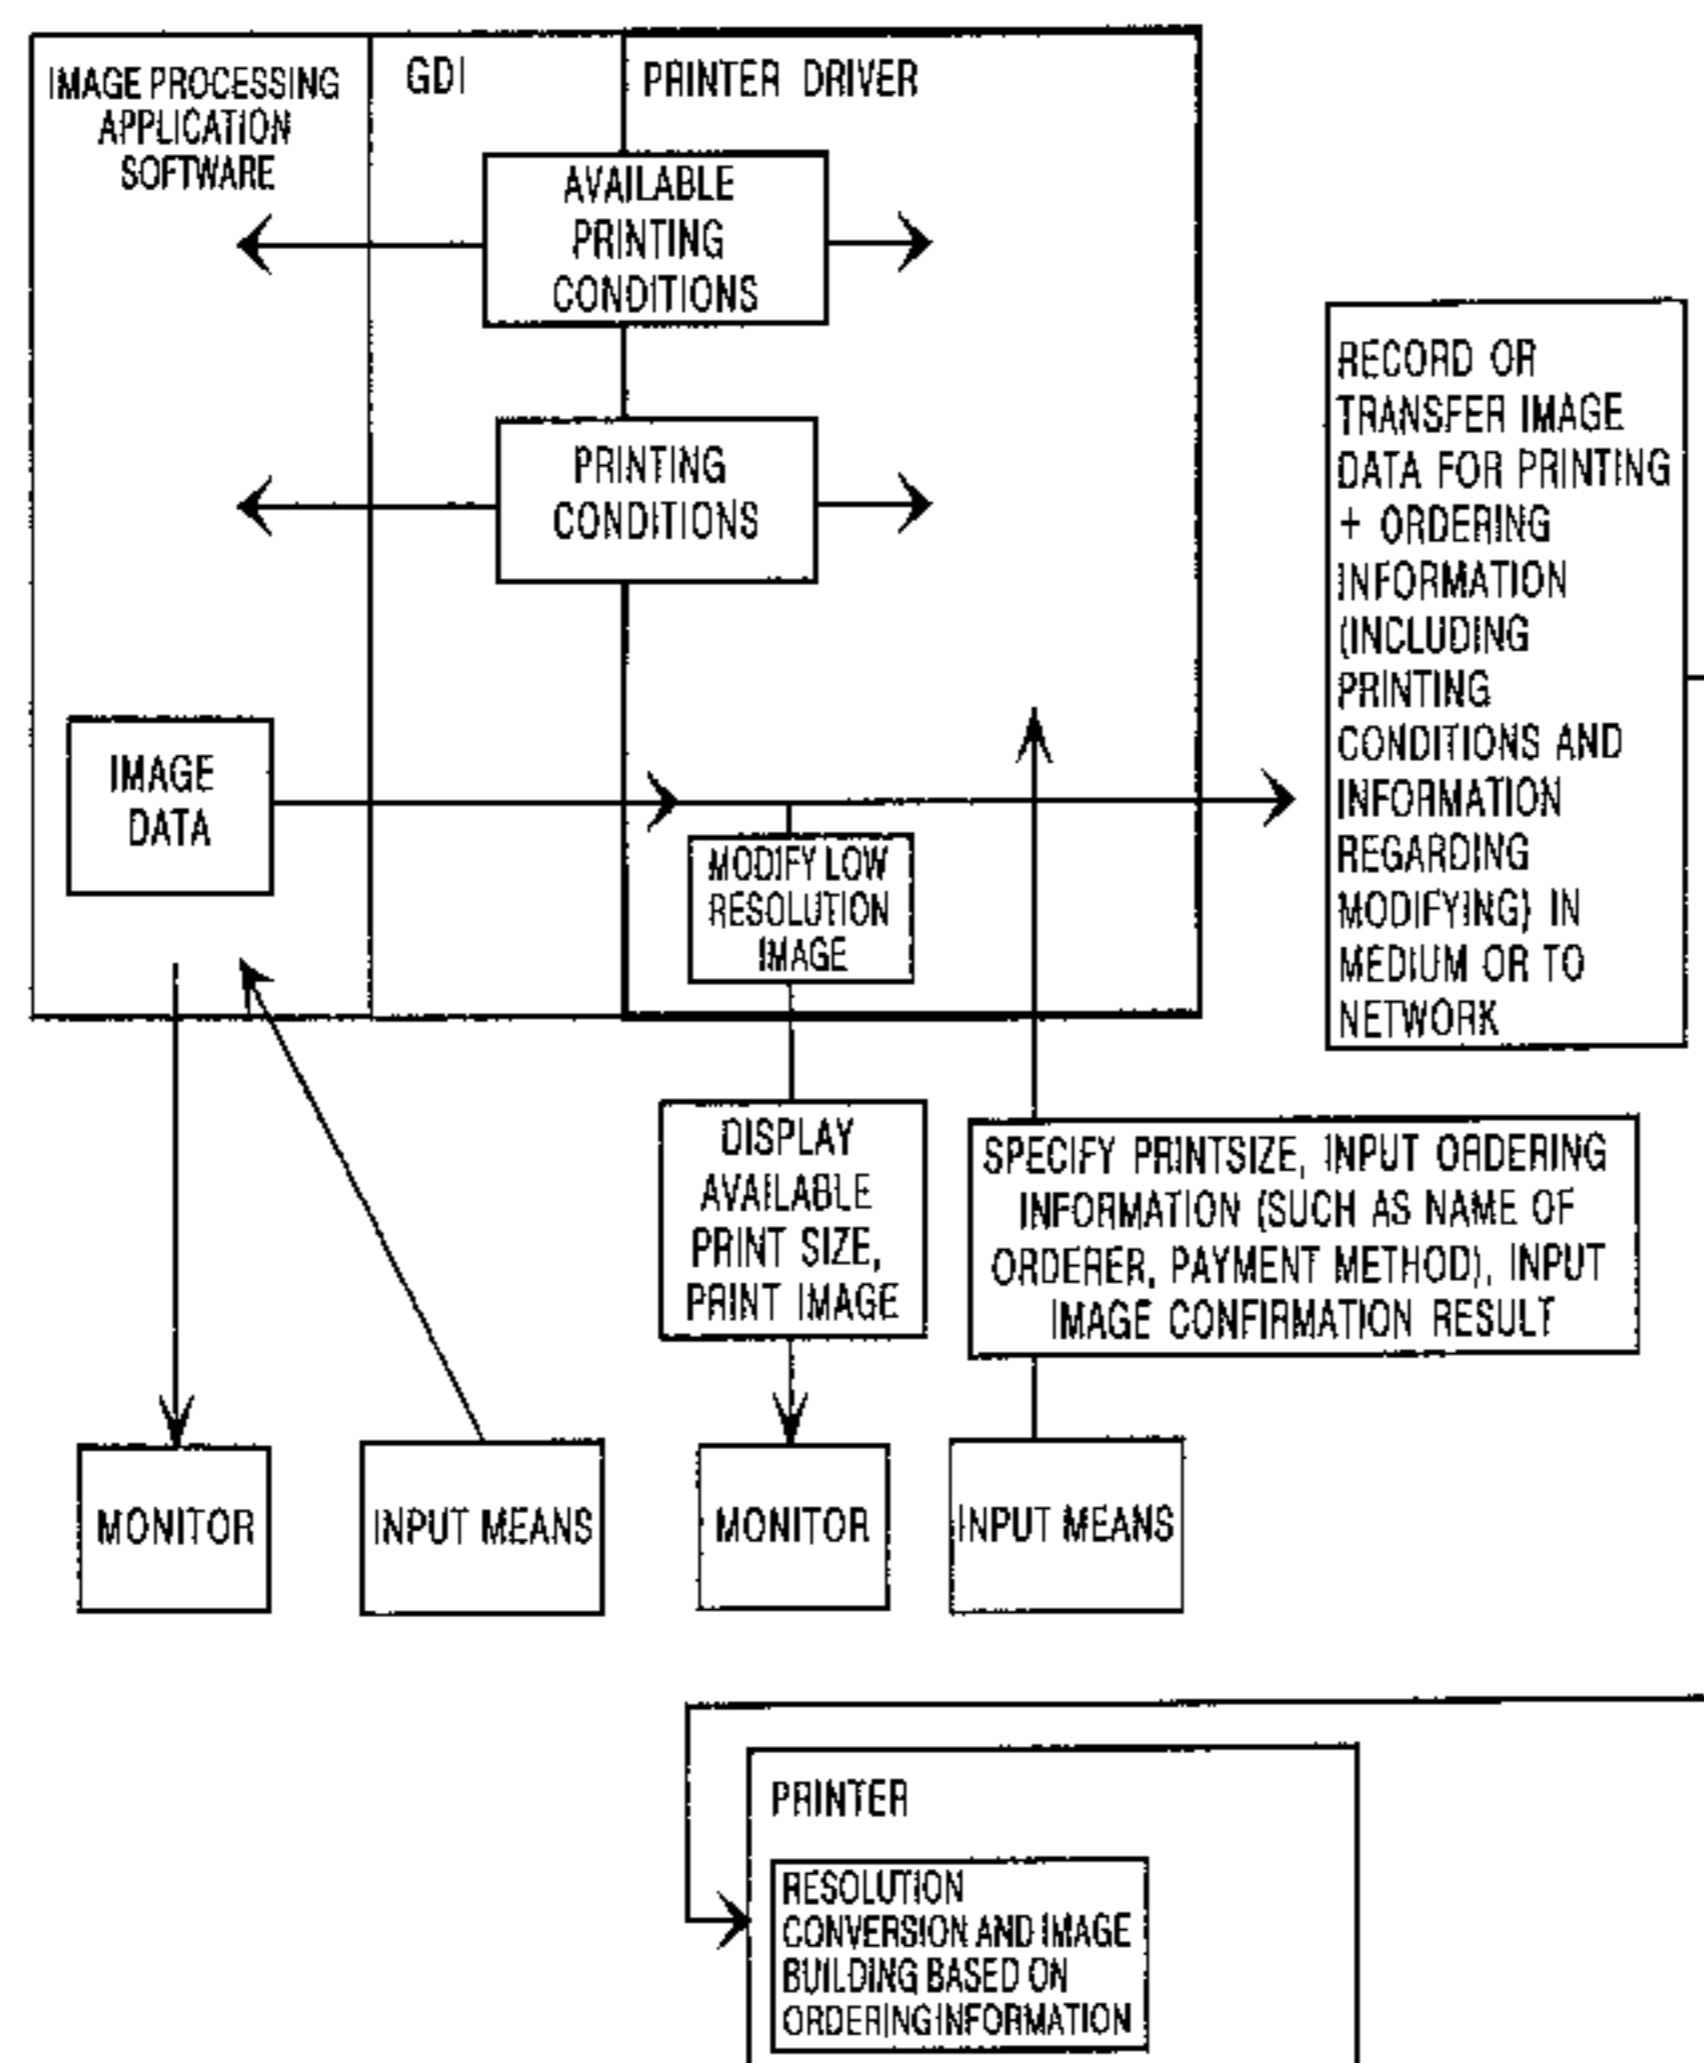 IMAGE PROCESSING
APPLICATION
SOFTWARE
GDI
PRINTER DRIVER
AVAILABLE
PRINTING
CONDITIONS
PRINTING
CONDITIONS
IMAGE
DATA
MODIFY LOW
RESOLUTION
IMAGE
RECORD OR
TRANSFER IMAGE
DATA FOR PRINTING
+ ORDERING
INFORMATION
(INCLUDING
PRINTING
CONDITIONS AND
INFORMATION
REGARDING
MODIFYING) IN
MEDIUM OR TO
NETWORK
DISPLAY
AVAILABLE
PRINT SIZE,
PRINT IMAGE
SPECIFY PRINTSIZE, INPUT ORDERING
INFORMATION (SUCH AS NAME OF
ORDERER, PAYMENT METHOD), INPUT
IMAGE CONFIRMATION RESULT
MONITOR
INPUT MEANS
MONITOR
INPUT MEANS
PRINTER
RESOLUTION
CONVERSION AND IMAGE
BUILDING BASED ON
ORDERING INFORMATION